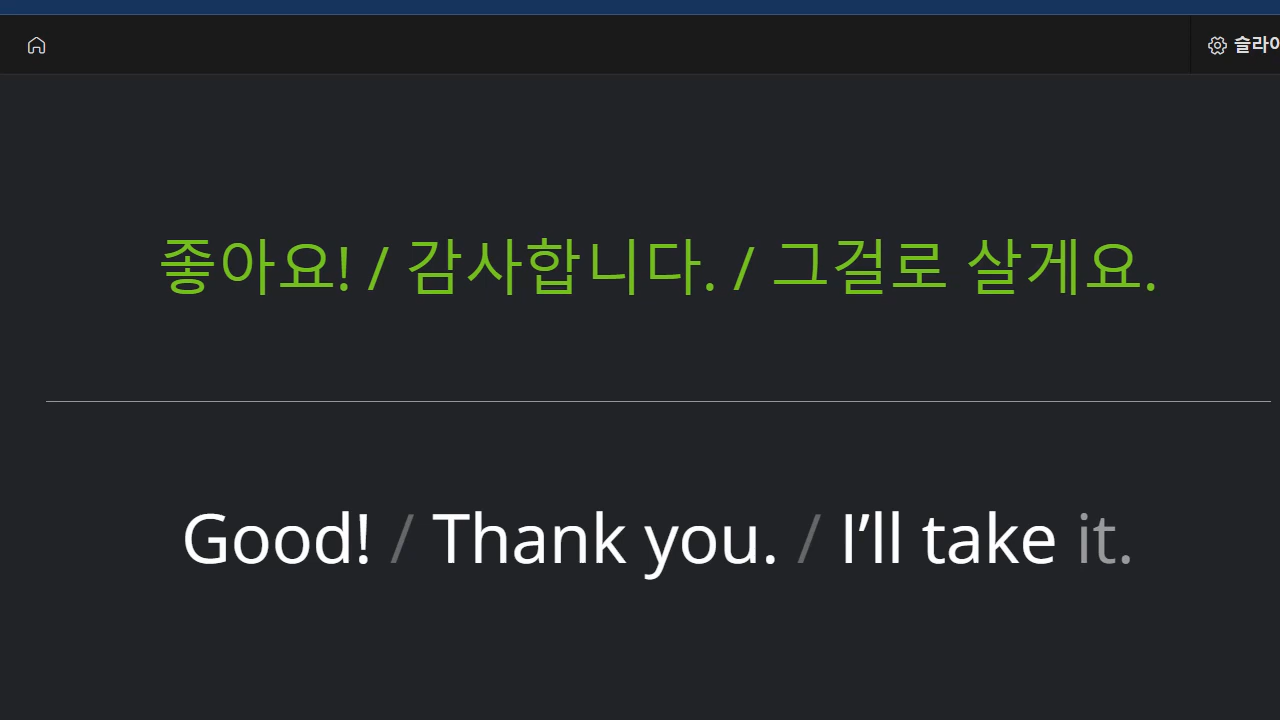 슬라이
좋아요! / 감사합니다. / 그걸로 살게요.
Good! / Thank you. / I’ll take it.